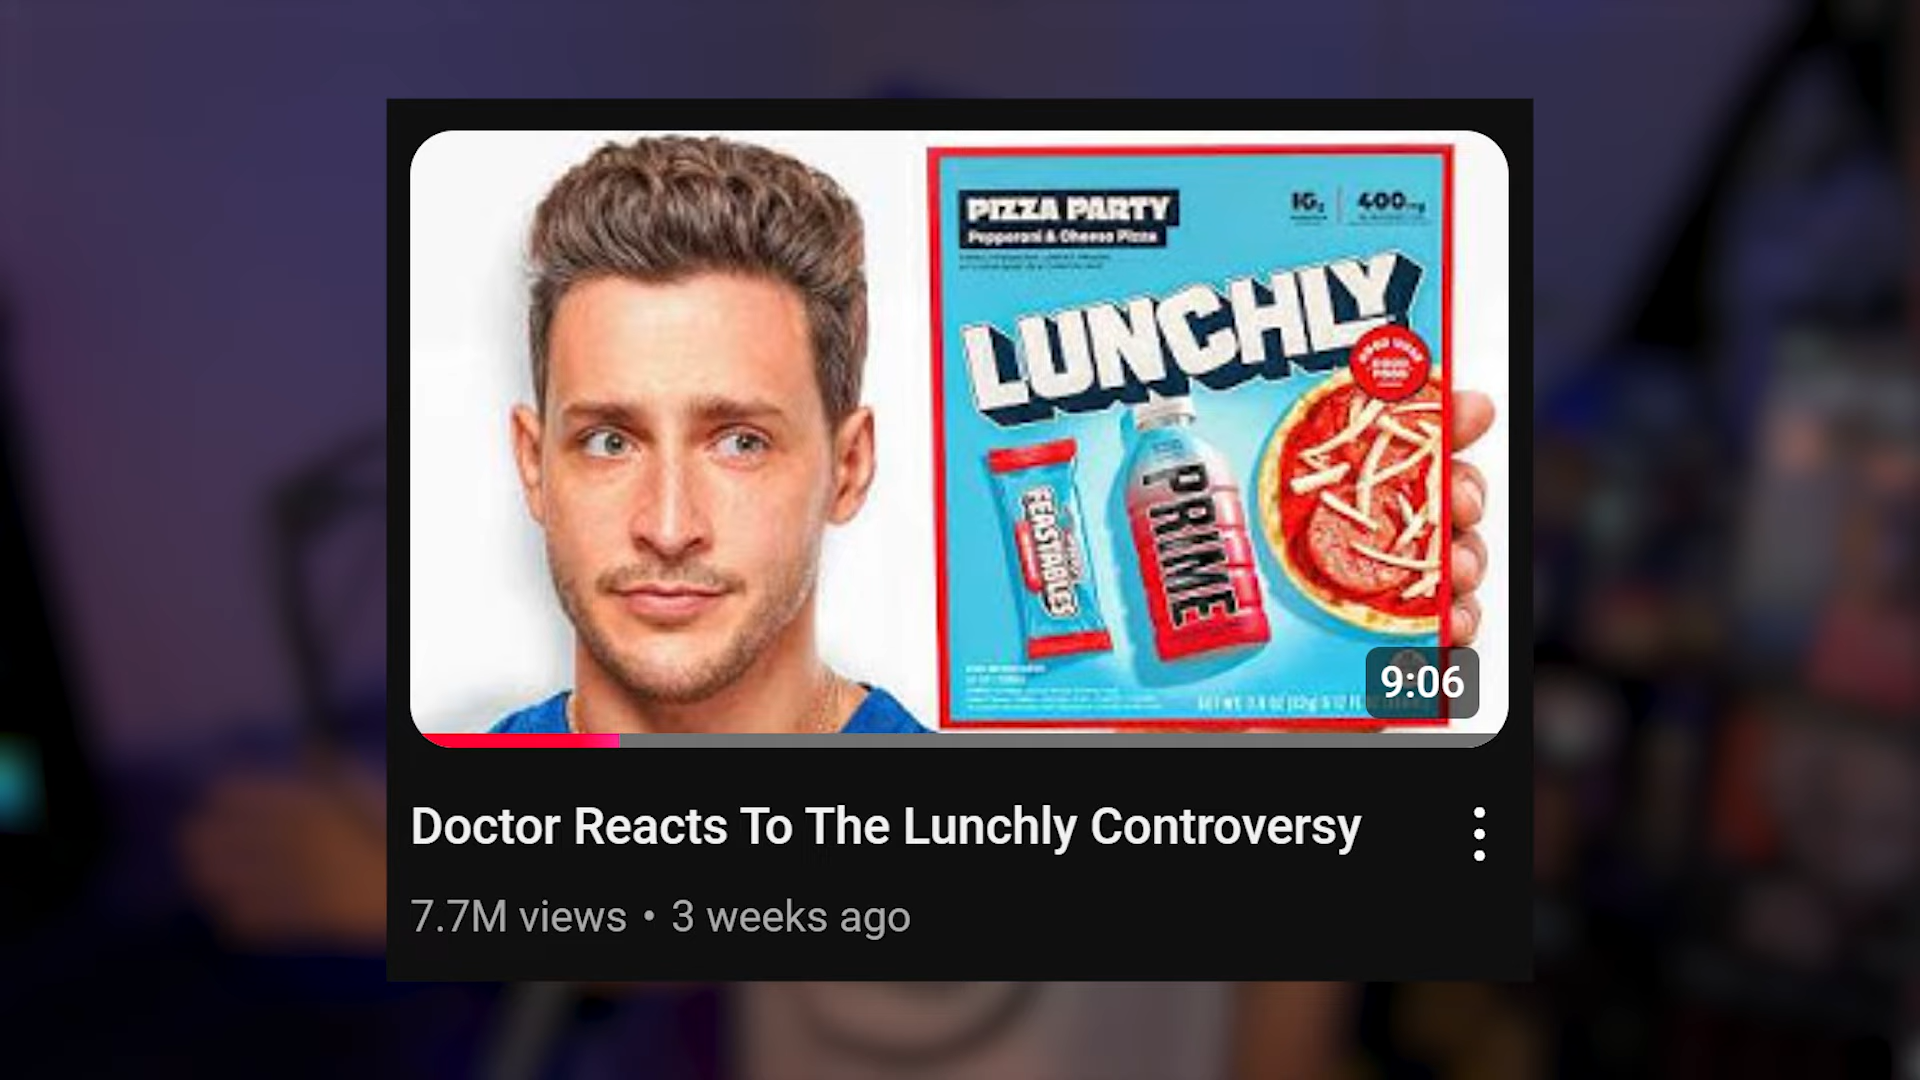 PIZZA PARTY
Pepperoni & Cheese Pizza
400mg
LUNCHLY
FEASTABLES
PRIME
9:06
Doctor Reacts To The Lunchly Controversy
7.7M views • 3 weeks ago